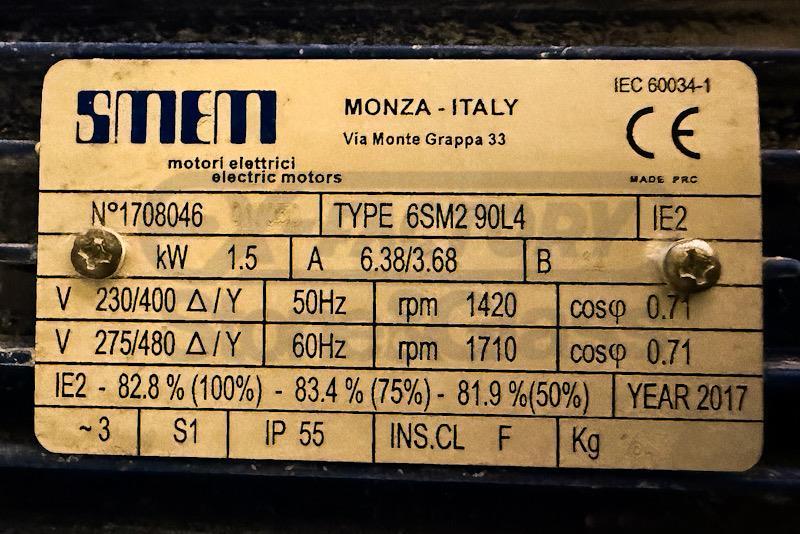 SMEM
motori elettrici
electric motors
MONZA - ITALY
Via Monte Grappa 33
IEC 60034-1
CE
MADE PRC
N°1708046 TYPE 6SM2 90L4 IE2
kW 1.5 A 6.38/3.68 B
V 230/400 Δ/Y 50Hz rpm 1420 cosφ 0.71
V 275/480 Δ/Y 60Hz rpm 1710 cosφ 0.71
IE2 - 82.8 % (100%) - 83.4 % (75%) - 81.9 %(50%) YEAR 2017
~3 S1 IP 55 INS.CL F Kg